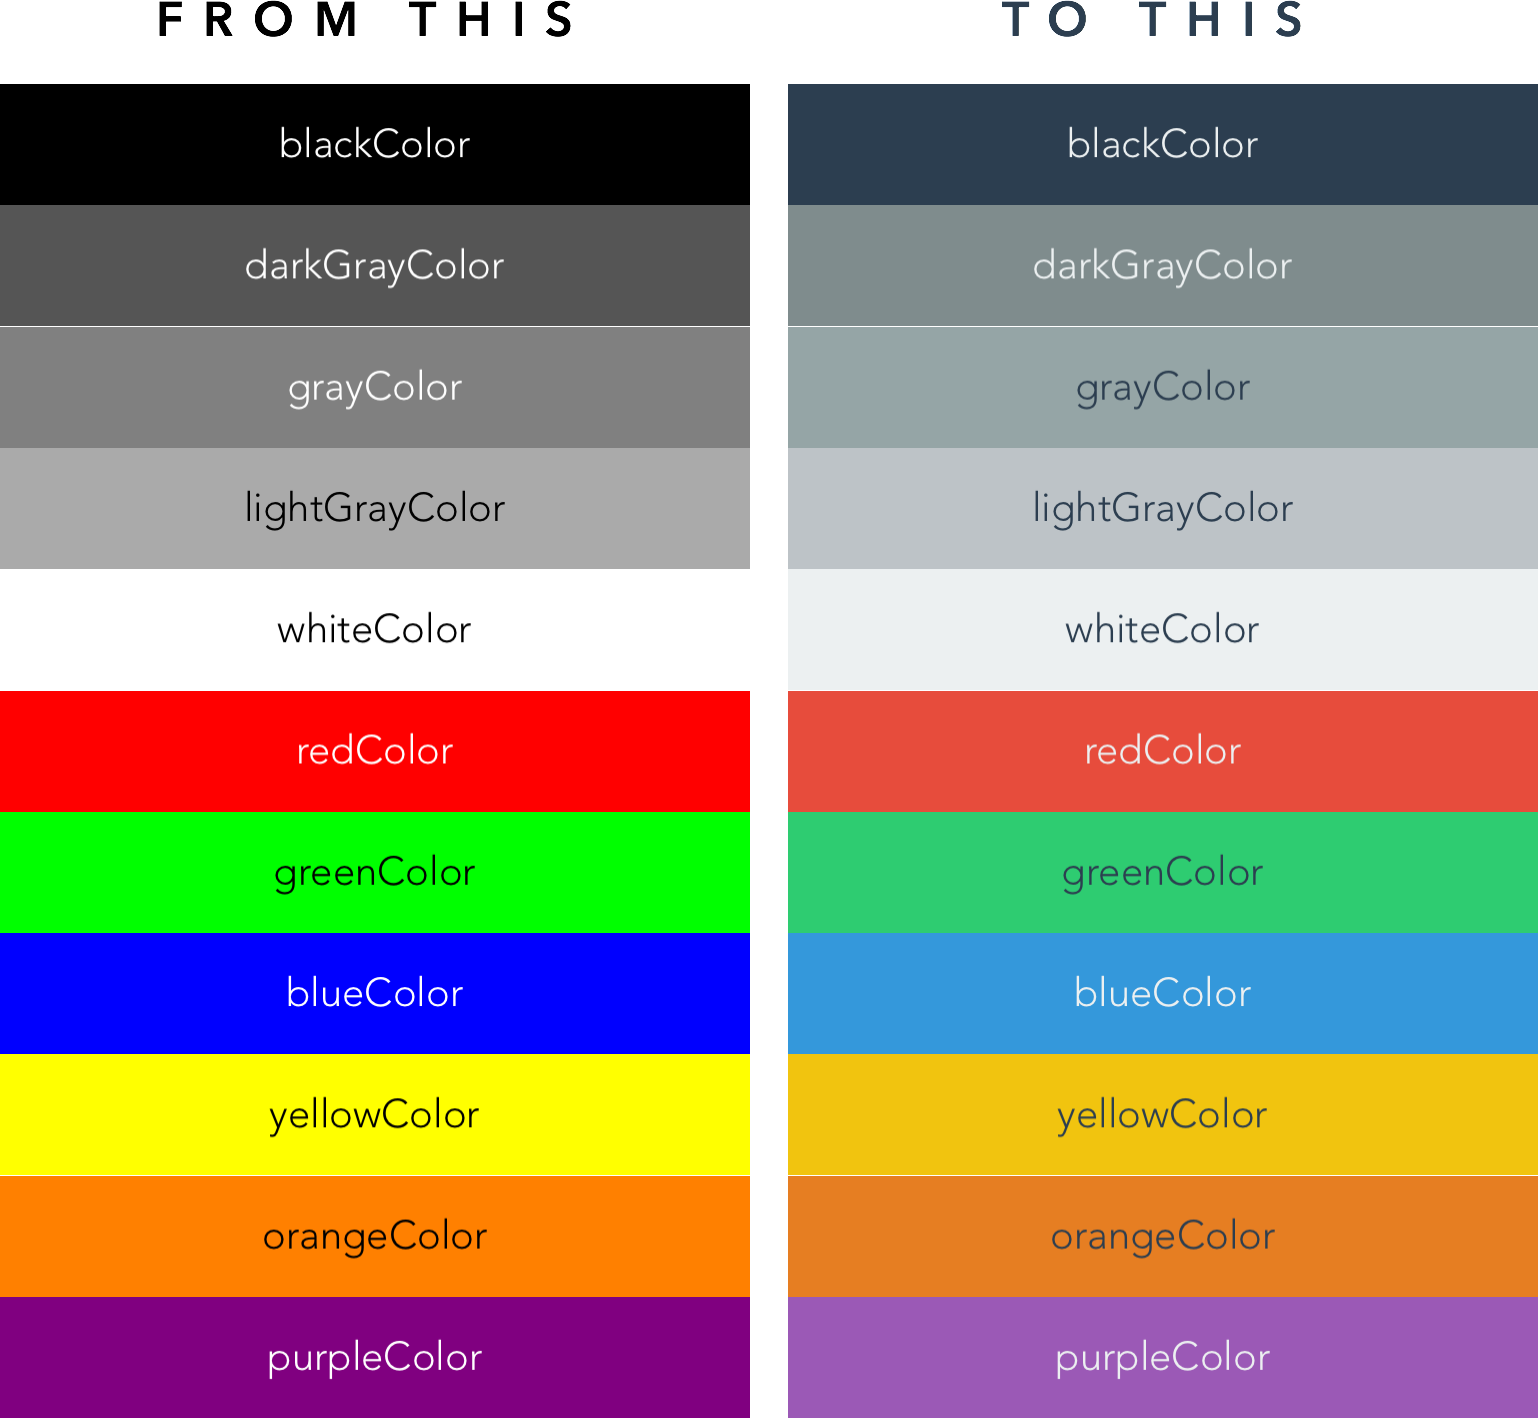 FROM THIS
blackColor
darkGrayColor
grayColor
lightGrayColor
whiteColor
redColor
greenColor
blueColor
yellowColor
orangeColor
purpleColor
TO THIS
blackColor
darkGrayColor
grayColor
lightGrayColor
whiteColor
redColor
greenColor
blueColor
yellowColor
orangeColor
purpleColor